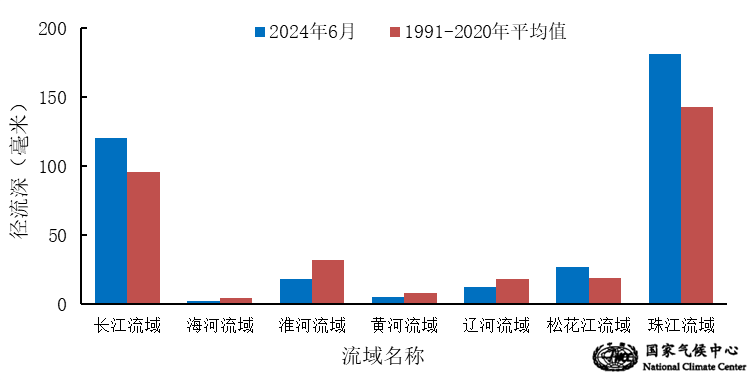 2024年6月 1991-2020年平均值
径流深（毫米）
200
150
100
50
0
长江流域 海河流域 淮河流域 黄河流域 辽河流域 松花江流域 珠江流域
流域名称
国家气候中心
National Climate Center